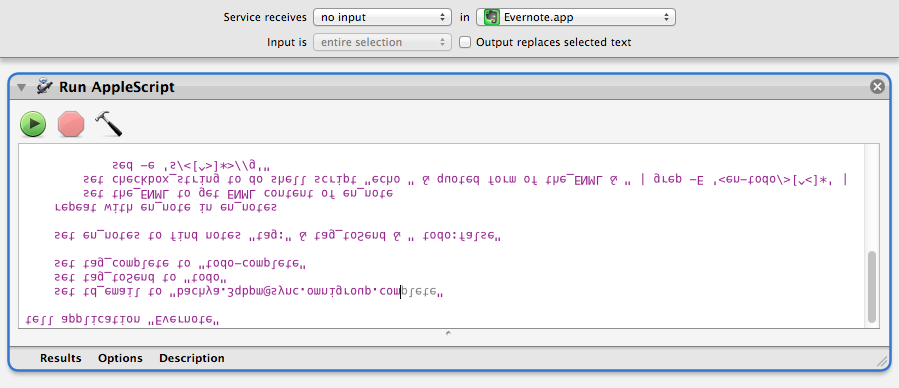 Service receives no input in Evernote.app
Input is entire selection Output replaces selected text
Run AppleScript
tell application "Evernote"
set td_email to "bachya.3qbpm@sync.omnigroup.complete"
set tag_toSend to "todo"
set tag_complete to "todo-complete"
set en_notes to find notes "tag:" & tag_toSend & " todo:false"
repeat with en_note in en_notes
set the_ENML to get ENML content of en_note
set checkbox_string to do shell script "echo " & quoted form of the_ENML & " | grep -E '<en-todo/>[^<]*' |
sed -e 's/<[^>]*>//g'"
Results Options Description